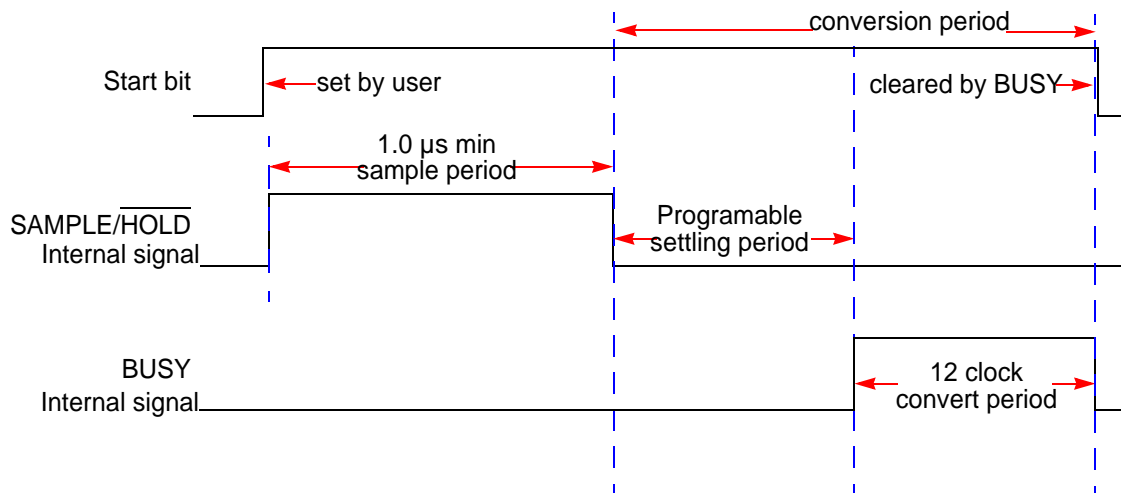 conversion period
Start bit
set by user
cleared by BUSY
1.0 µs min
sample period
SAMPLE/HOLD
Internal signal
Programable
settling period
BUSY
Internal signal
12 clock
convert period